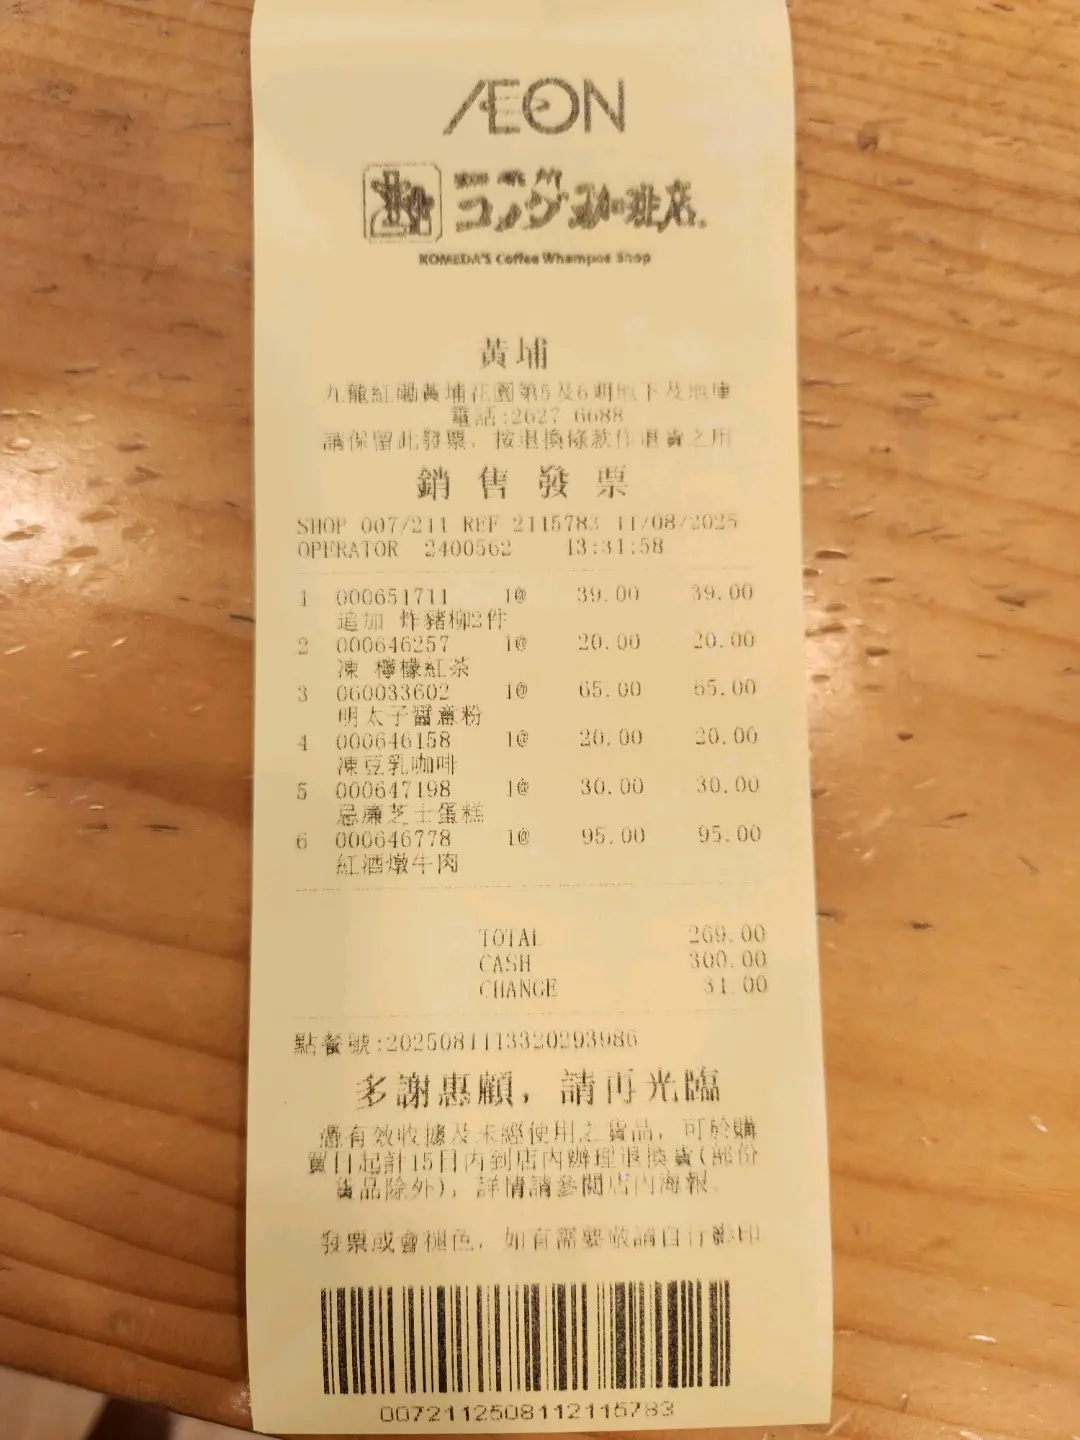 ÆON
コメダ珈琲店
KOMEDA'S Coffee Whampoa Shop
黃埔
九龍紅磡黃埔花園第5及6期地下及地庫
電話:2627 6688
請保留此發票, 按退換條款作退賣之用
銷售發票
SHOP 007/211 REF 2115783 11/08/2025
OPERATOR 2400562 13:31:58
1 000651711 1@ 39.00 39.00
追加 炸豬柳2件
2 000646257 1@ 20.00 20.00
凍 檸檬紅茶
3 060033602 1@ 65.00 65.00
明太子醬意粉
4 000646158 1@ 20.00 20.00
凍豆乳咖啡
5 000647198 1@ 30.00 30.00
忌廉芝士蛋糕
6 000646778 1@ 95.00 95.00
紅酒燉牛肉
TOTAL 269.00
CASH 300.00
CHANGE 31.00
點餐號:2025081113320293986
多謝惠顧, 請再光臨
憑有效收據及未經使用之貨品, 可於購
買日起計15日內到店內辦理退換貨(部份
貨品除外), 詳情請參閱店內海報.
發票或會褪色, 如有需要敬請自行影印
0072112508112115783